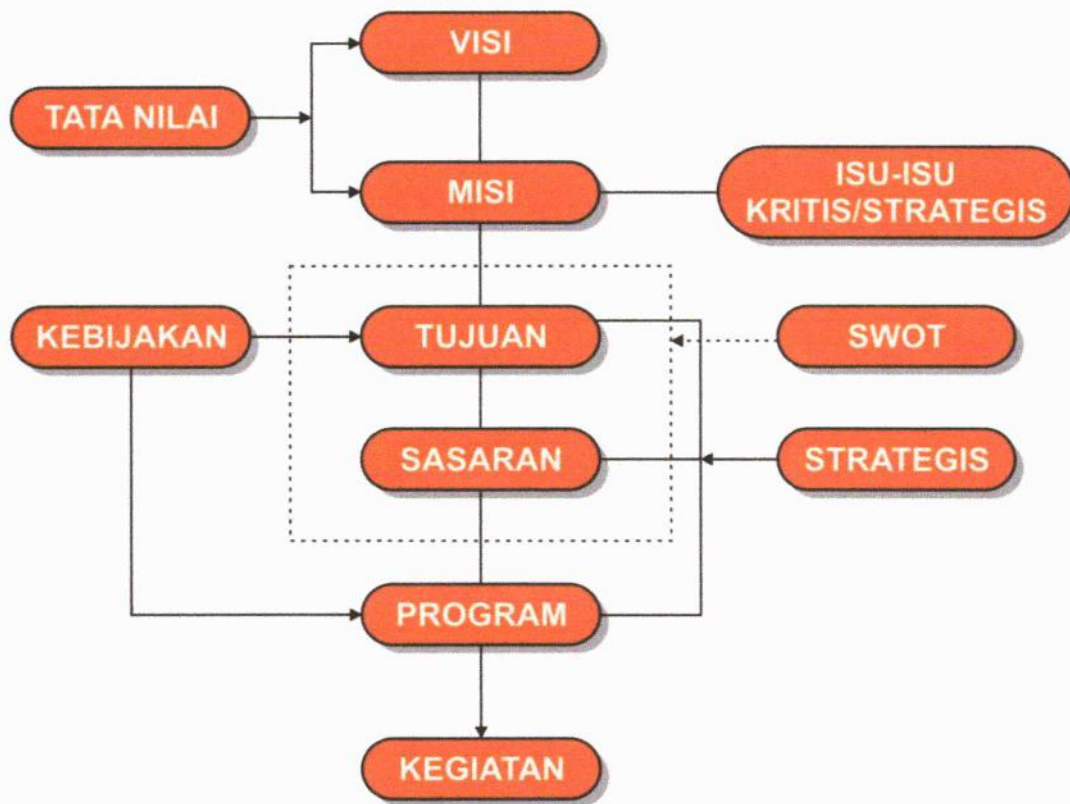 VISI
TATA NILAI
MISI
ISU-ISU
KRITIS/STRATEGIS
KEBIJAKAN
TUJUAN
SWOT
SASARAN
STRATEGIS
PROGRAM
KEGIATAN